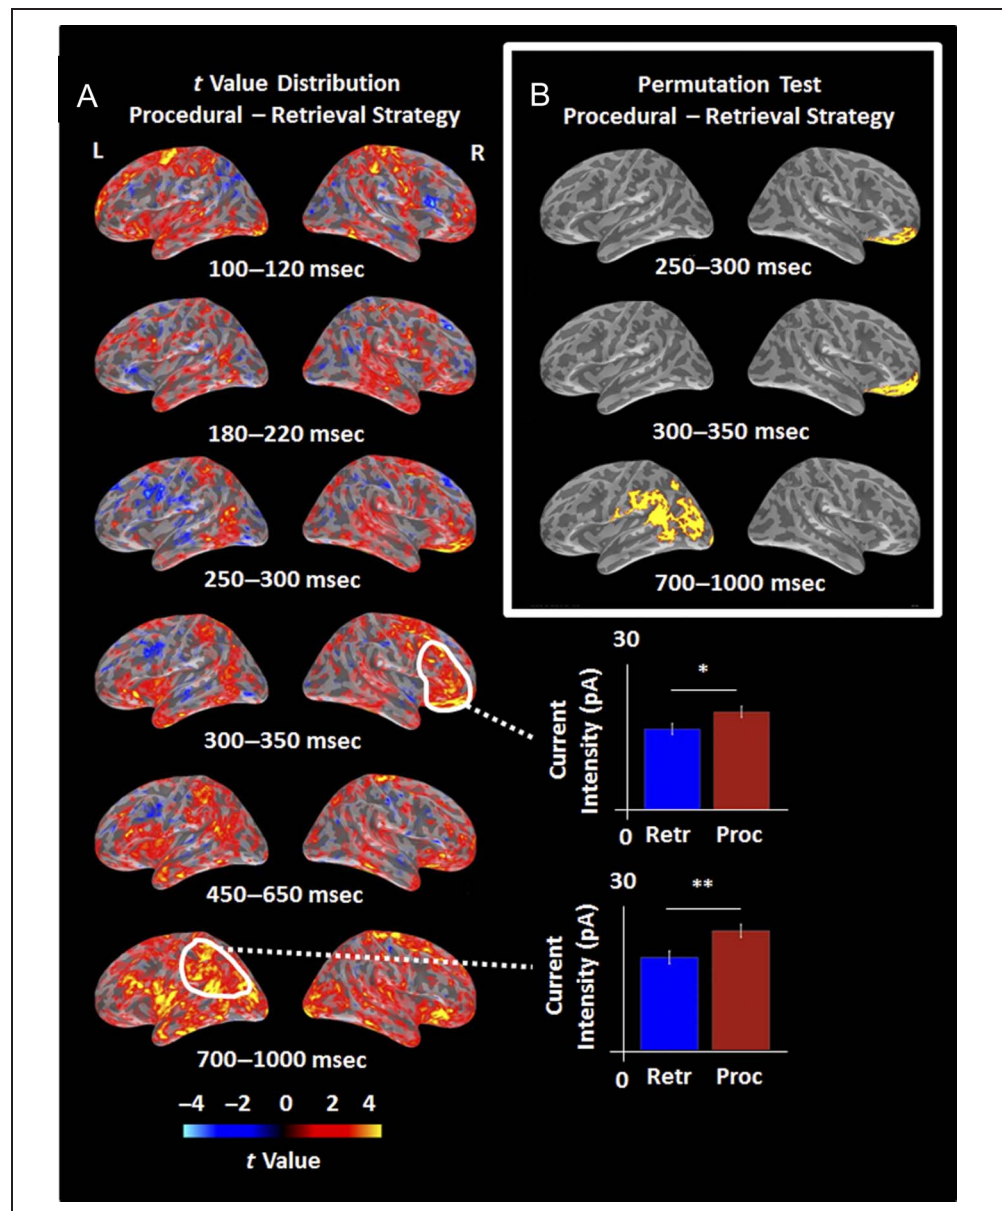 A
t Value Distribution
Procedural – Retrieval Strategy
L
R
100–120 msec
180–220 msec
250–300 msec
300–350 msec
450–650 msec
700–1000 msec
–4 –2 0 2 4
t Value
B
Permutation Test
Procedural – Retrieval Strategy
250–300 msec
300–350 msec
700–1000 msec
30
*
Current
Intensity (pA)
0
Retr Proc
30
**
Current
Intensity (pA)
0
Retr Proc